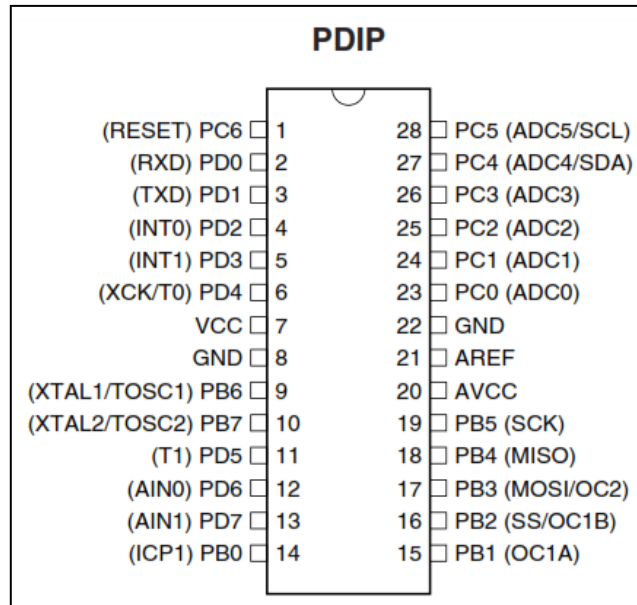 PDIP
(RESET) PC6 1 28 PC5 (ADC5/SCL)
(RXD) PD0 2 27 PC4 (ADC4/SDA)
(TXD) PD1 3 26 PC3 (ADC3)
(INT0) PD2 4 25 PC2 (ADC2)
(INT1) PD3 5 24 PC1 (ADC1)
(XCK/T0) PD4 6 23 PC0 (ADC0)
VCC 7 22 GND
GND 8 21 AREF
(XTAL1/TOSC1) PB6 9 20 AVCC
(XTAL2/TOSC2) PB7 10 19 PB5 (SCK)
(T1) PD5 11 18 PB4 (MISO)
(AIN0) PD6 12 17 PB3 (MOSI/OC2)
(AIN1) PD7 13 16 PB2 (SS/OC1B)
(ICP1) PB0 14 15 PB1 (OC1A)